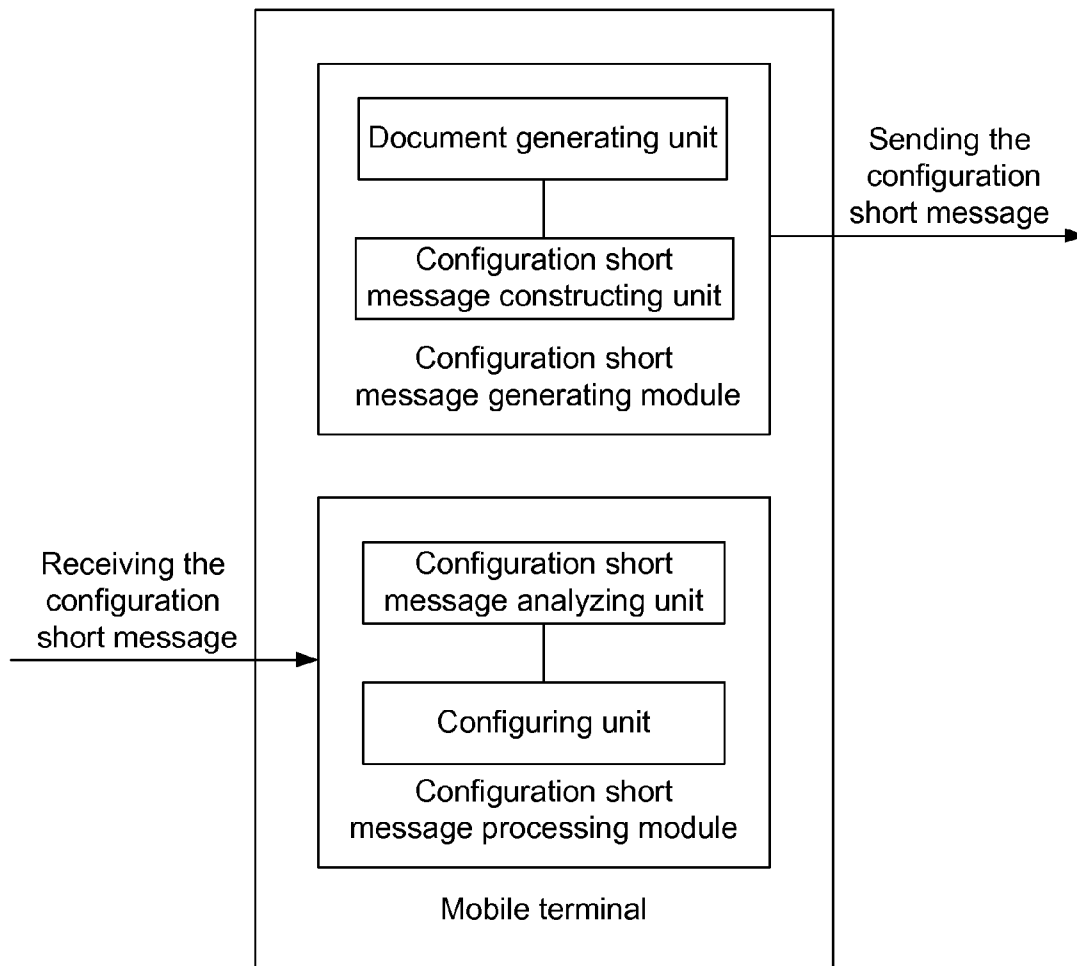 Document generating unit
Configuration short
message constructing unit
Configuration short
message generating module
Sending the
configuration
short message
Receiving the
configuration
short message
Configuration short
message analyzing unit
Configuring unit
Configuration short
message processing module
Mobile terminal